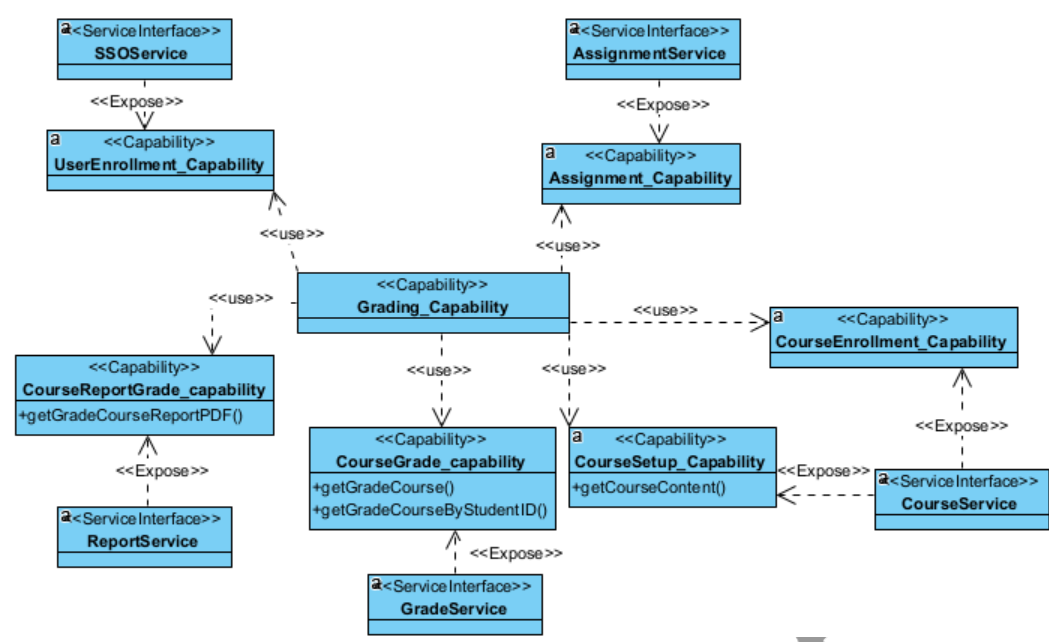 a<ServiceInterface>>
SSOService
a<ServiceInterface>>
AssignmentService
<<Expose>>
<<Expose>>
a
<<Capability>>
UserEnrollment_Capability
a
<<Capability>>
Assignment_Capability
<<use>>
<<use>>
<<Capability>>
Grading_Capability
<<use>>
<<use>>
a
<<Capability>>
CourseEnrollment_Capability
<<Capability>>
CourseReportGrade_capability
+getGradeCourseReportPDF()
<<use>>
<<use>>
<<Capability>>
CourseGrade_capability
+getGradeCourse()
+getGradeCourseByStudentID()
a
<<Capability>>
CourseSetup_Capability
+getCourseContent()
<<Expose>>
<<Expose>>
<<Expose>>
a<ServiceInterface>>
CourseService
a<ServiceInterface>>
ReportService
<<Expose>>
a<ServiceInterface>>
GradeService